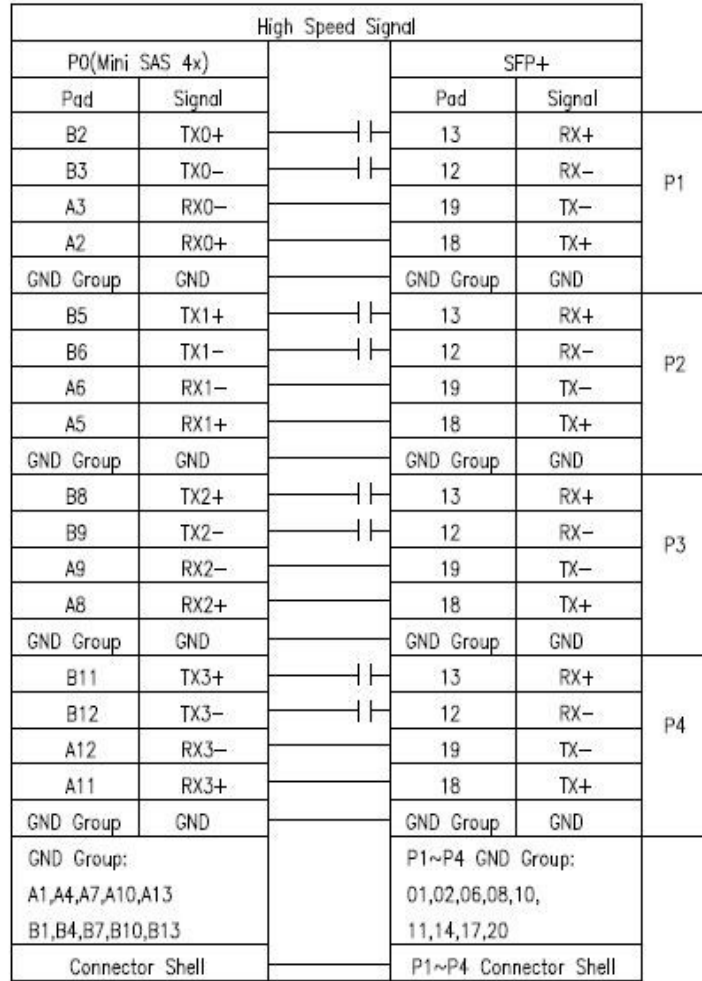 High Speed Signal
P0(Mini SAS 4x) SFP+
Pad Signal Pad Signal
B2 TX0+ 13 RX+
B3 TX0- 12 RX-
P1
A3 RX0- 19 TX-
A2 RX0+ 18 TX+
GND Group GND GND Group GND
B5 TX1+ 13 RX+
B6 TX1- 12 RX-
P2
A6 RX1- 19 TX-
A5 RX1+ 18 TX+
GND Group GND GND Group GND
B8 TX2+ 13 RX+
B9 TX2- 12 RX-
P3
A9 RX2- 19 TX-
A8 RX2+ 18 TX+
GND Group GND GND Group GND
B11 TX3+ 13 RX+
B12 TX3- 12 RX-
P4
A12 RX3- 19 TX-
A11 RX3+ 18 TX+
GND Group GND GND Group GND
GND Group: P1~P4 GND Group:
A1,A4,A7,A10,A13 01,02,06,08,10,
B1,B4,B7,B10,B13 11,14,17,20
Connector Shell P1~P4 Connector Shell